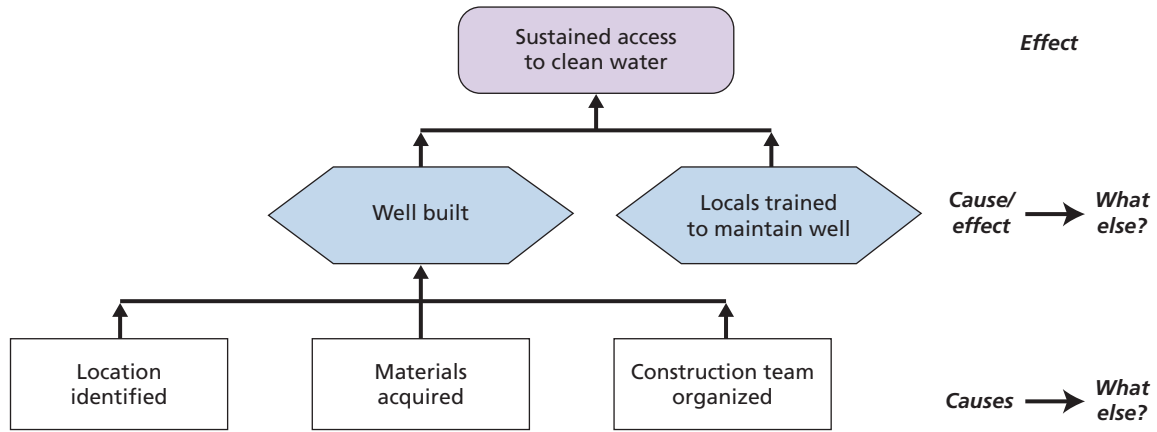 Sustained access
to clean water
Effect
Well built
Locals trained
to maintain well
Cause/
effect
What
else?
Location
identified
Materials
acquired
Construction team
organized
Causes
What
else?